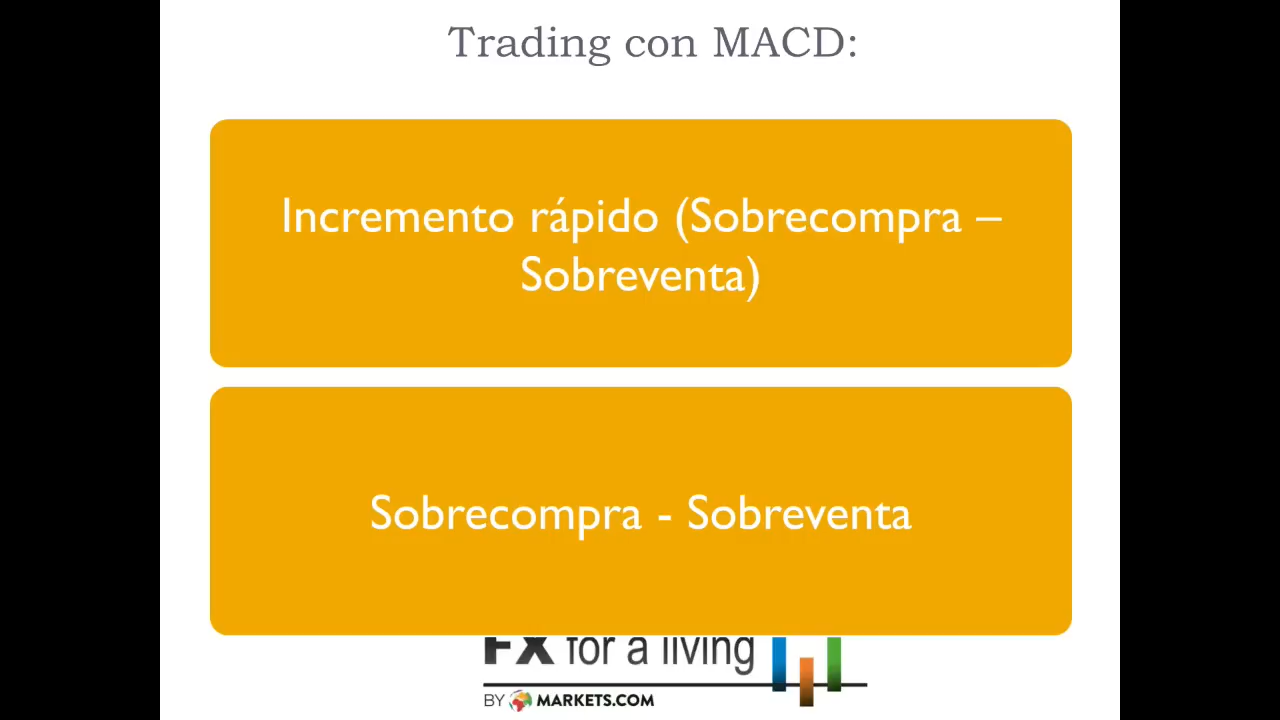 Trading con MACD:
Incremento rápido (Sobrecompra –
Sobreventa)
Sobrecompra - Sobreventa
FX for a living
BY MARKETS.COM